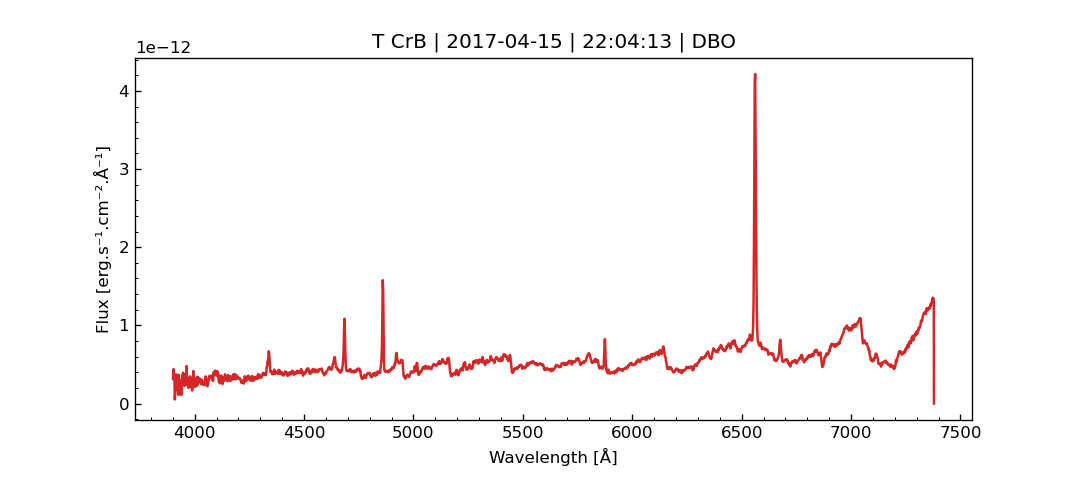 T CrB | 2017-04-15 | 22:04:13 | DBO
1e−12
4
3
2
1
0
Flux [erg.s⁻¹.cm⁻².Å⁻¹]
4000 4500 5000 5500 6000 6500 7000 7500
Wavelength [Å]